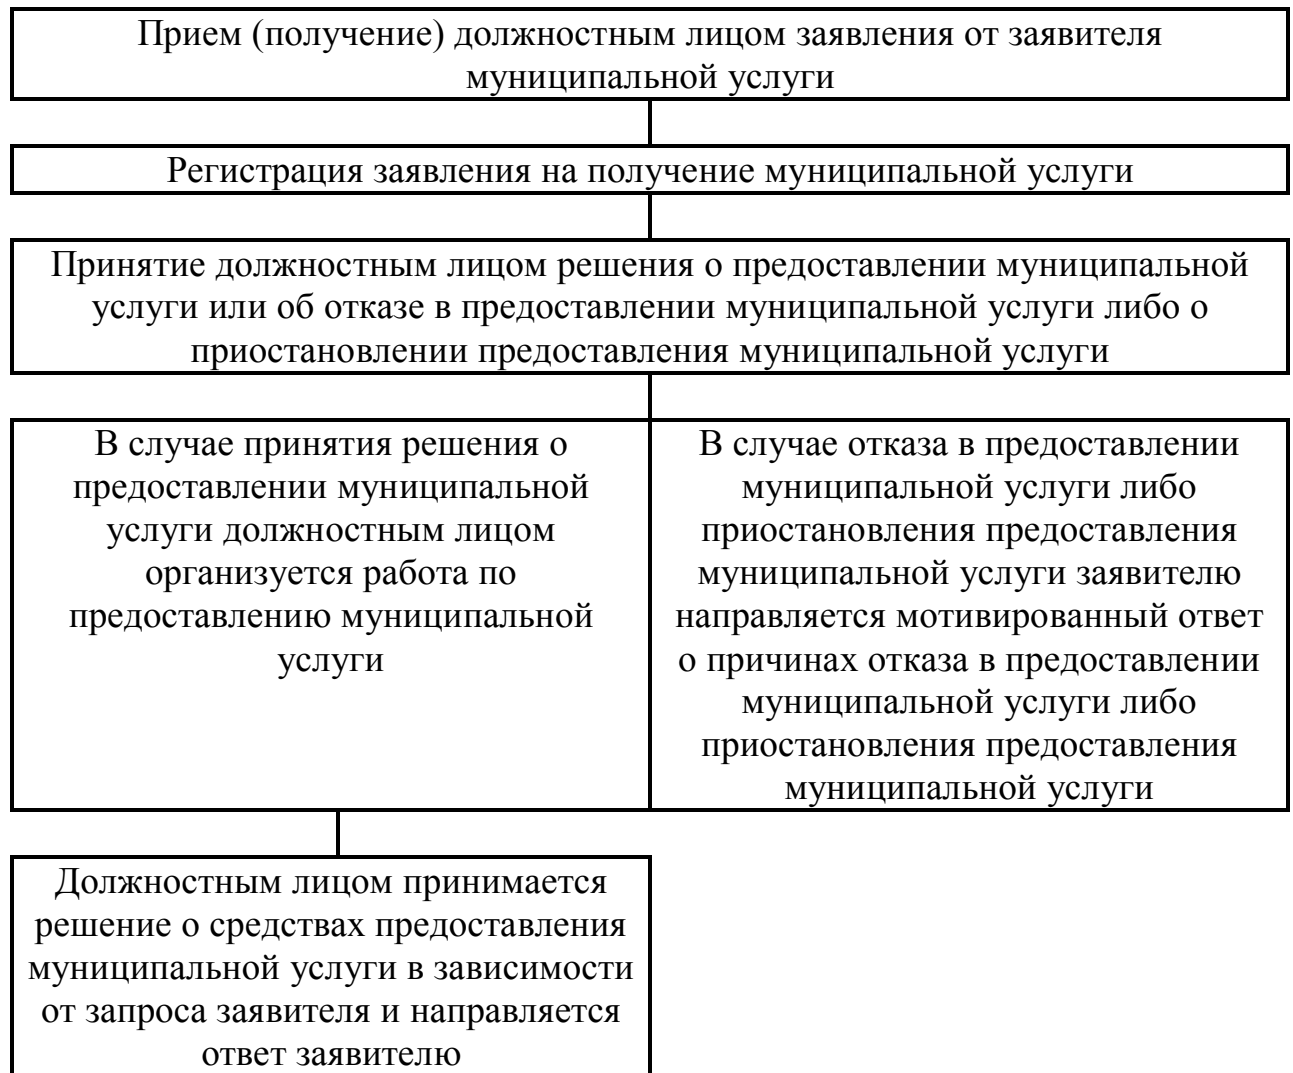 Прием (получение) должностным лицом заявления от заявителя
муниципальной услуги
Регистрация заявления на получение муниципальной услуги
Принятие должностным лицом решения о предоставлении муниципальной
услуги или об отказе в предоставлении муниципальной услуги либо о
приостановлении предоставления муниципальной услуги
В случае принятия решения о
предоставлении муниципальной
услуги должностным лицом
организуется работа по
предоставлению муниципальной
услуги
В случае отказа в предоставлении
муниципальной услуги либо
приостановления предоставления
муниципальной услуги заявителю
направляется мотивированный ответ
о причинах отказа в предоставлении
муниципальной услуги либо
приостановления предоставления
муниципальной услуги
Должностным лицом принимается
решение о средствах предоставления
муниципальной услуги в зависимости
от запроса заявителя и направляется
ответ заявителю